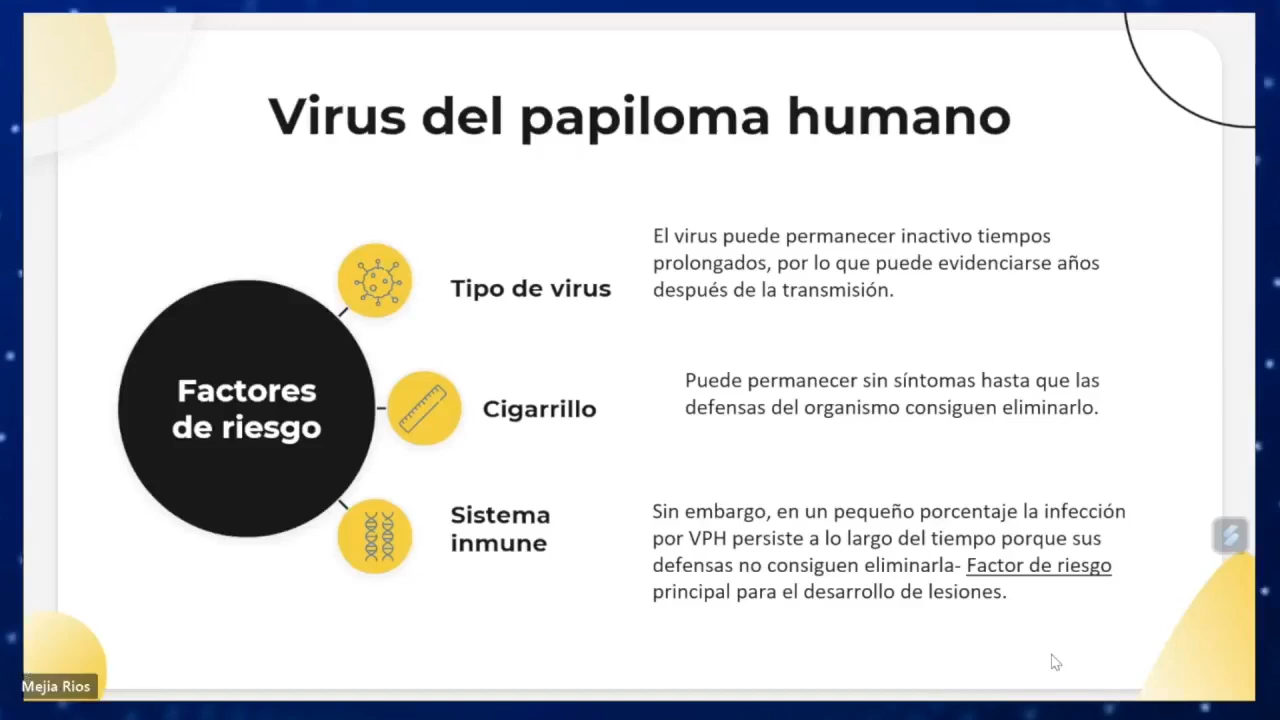 Virus del papiloma humano
Factores
de riesgo
Tipo de virus
El virus puede permanecer inactivo tiempos
prolongados, por lo que puede evidenciarse años
después de la transmisión.
Cigarrillo
Puede permanecer sin síntomas hasta que las
defensas del organismo consiguen eliminarlo.
Sistema
inmune
Sin embargo, en un pequeño porcentaje la infección
por VPH persiste a lo largo del tiempo porque sus
defensas no consiguen eliminarla- Factor de riesgo
principal para el desarrollo de lesiones.
Mejia Rios